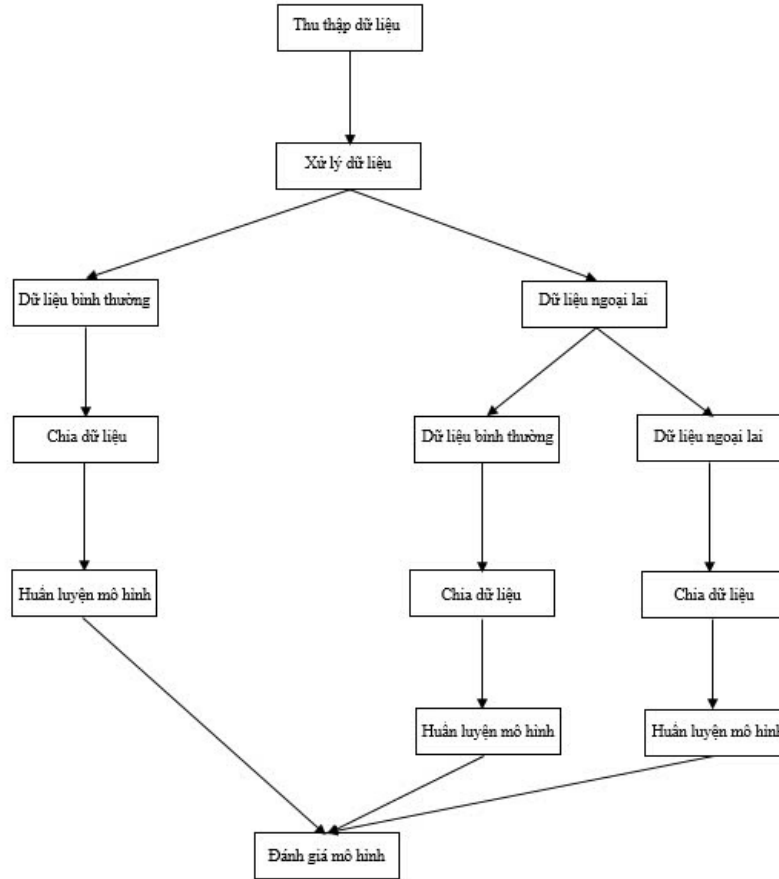 Thu thập dữ liệu
Xử lý dữ liệu
Dữ liệu bình thường
Dữ liệu ngoại lai
Chia dữ liệu
Dữ liệu bình thường
Dữ liệu ngoại lai
Huấn luyện mô hình
Chia dữ liệu
Chia dữ liệu
Huấn luyện mô hình
Huấn luyện mô hình
Đánh giá mô hình